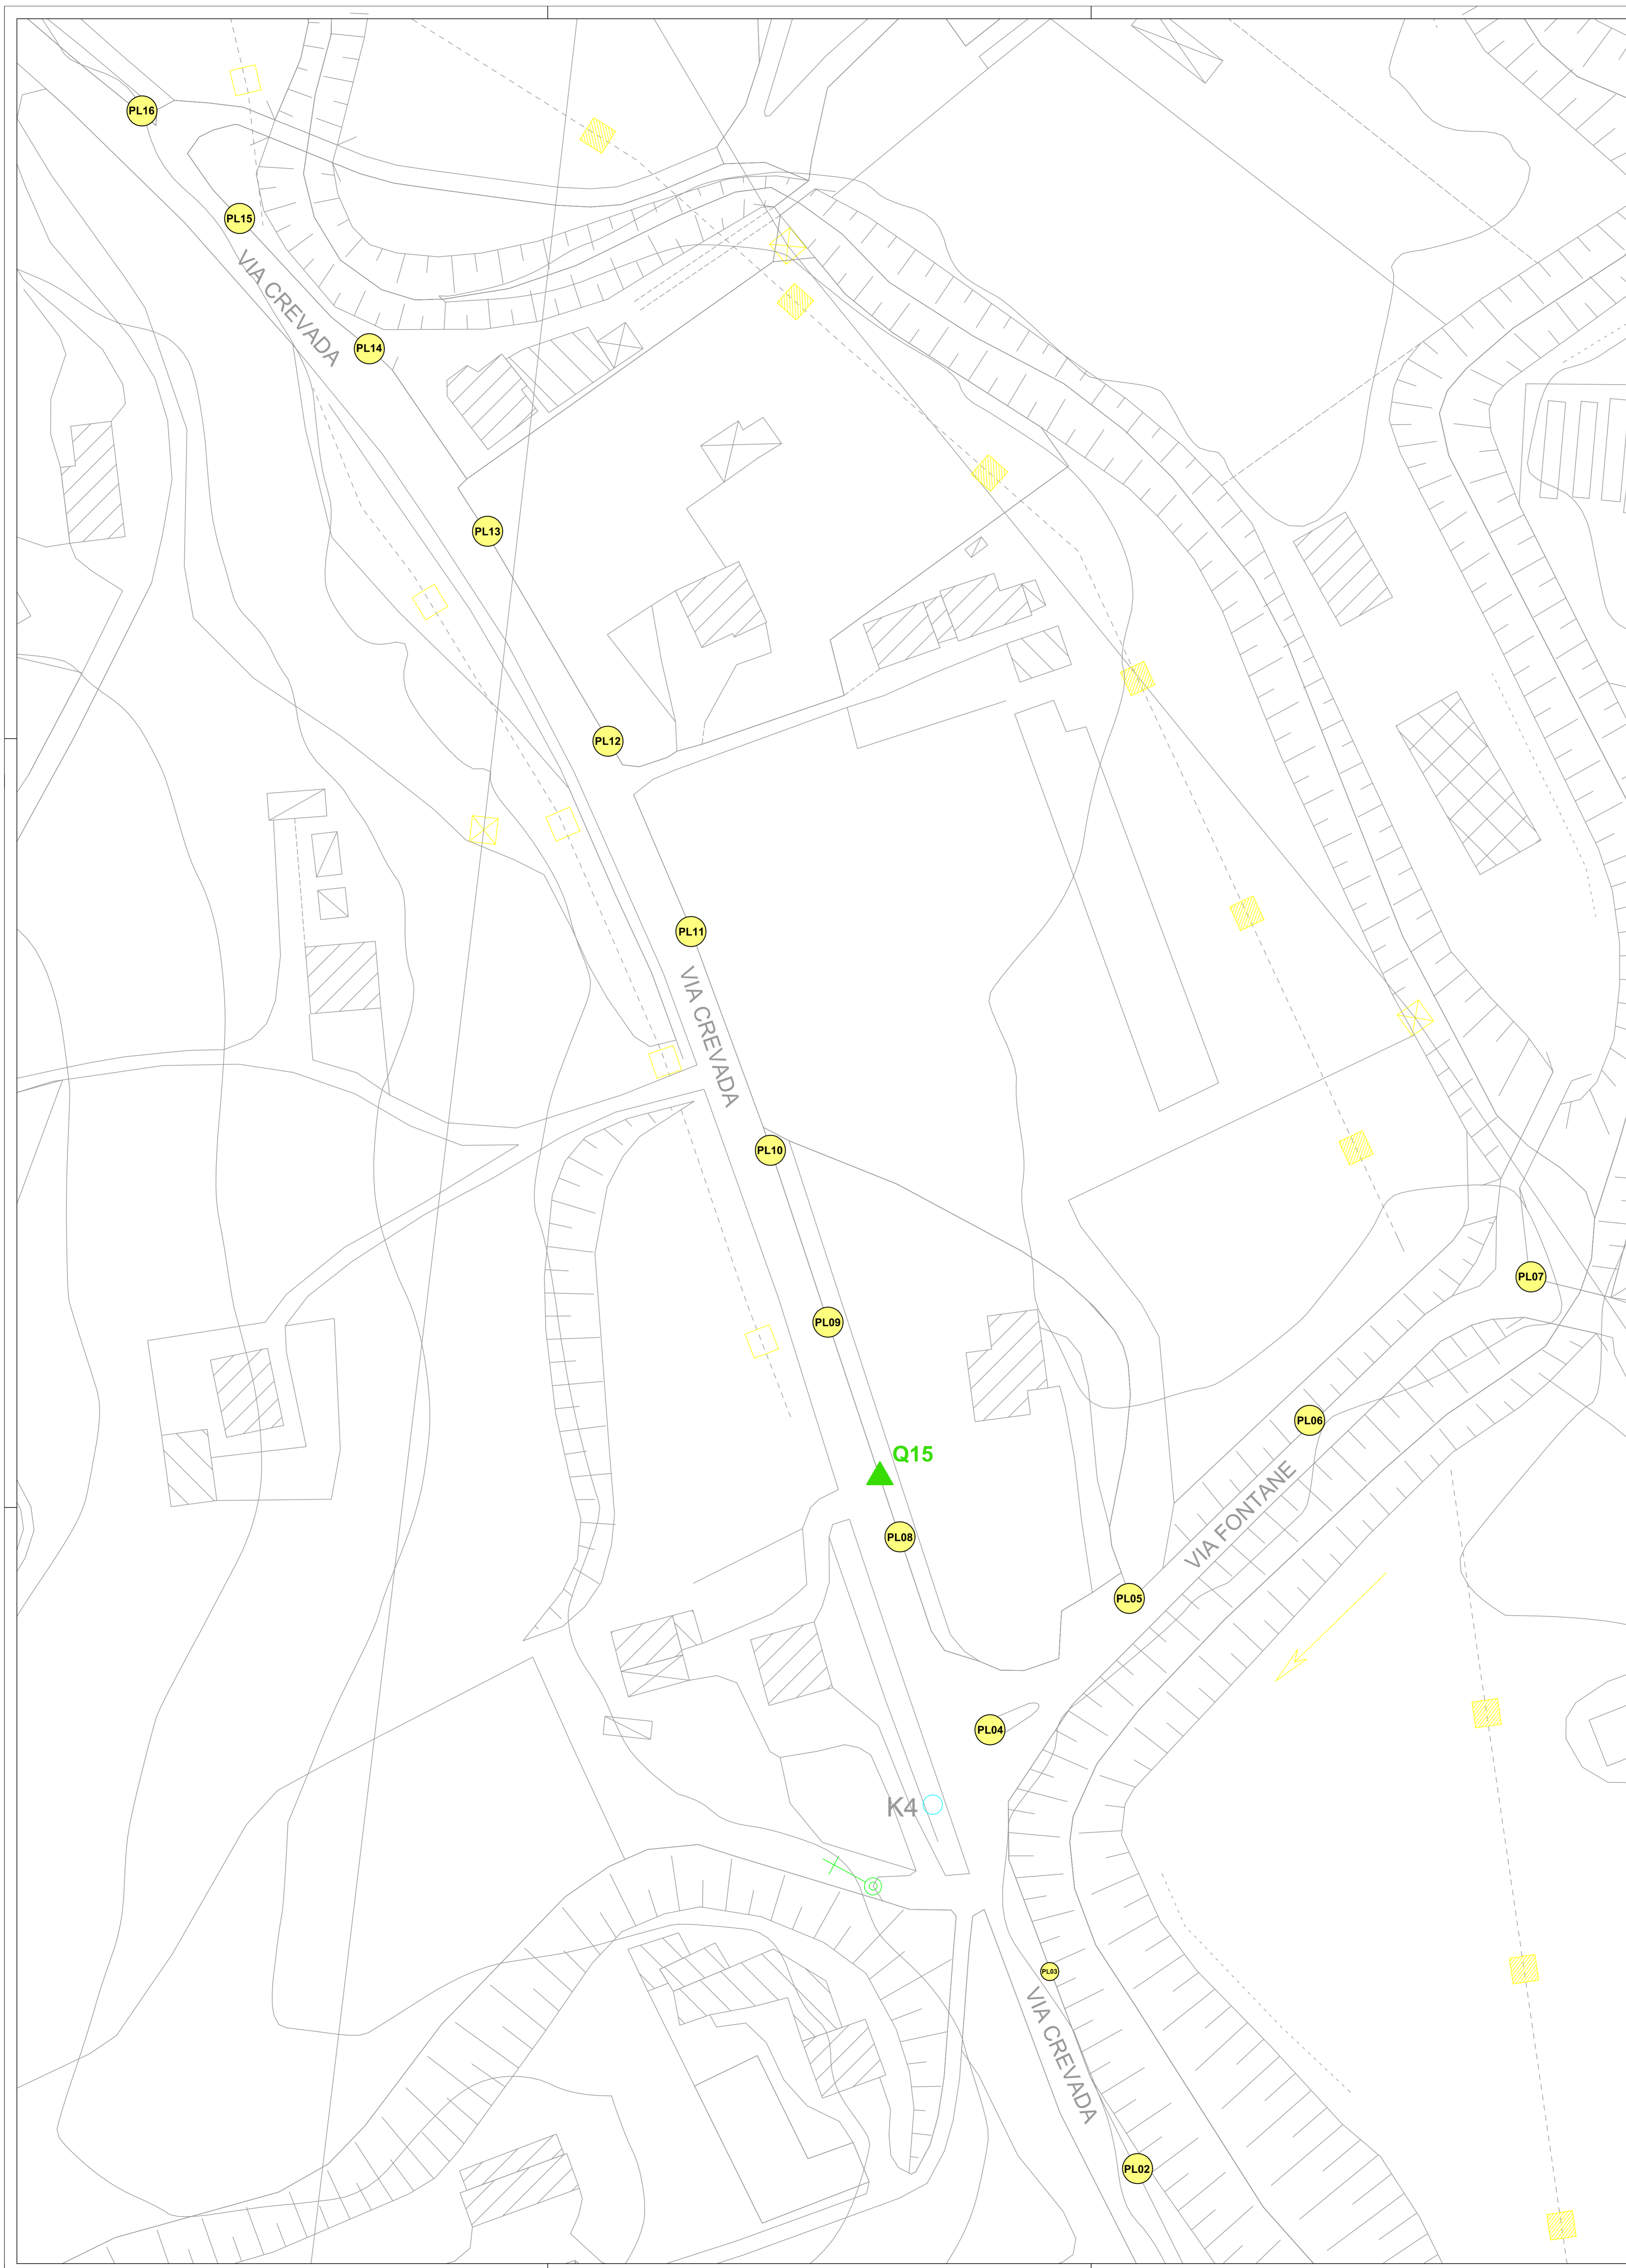 PL16
PL15
VIA CREVADA
PL14
PL13
PL12
PL11
VIA CREVADA
PL10
PL07
PL09
PL06
Q15
VIA FONTANE
PL08
PL05
PL04
K4
PL03
VIA CREVADA
PL02